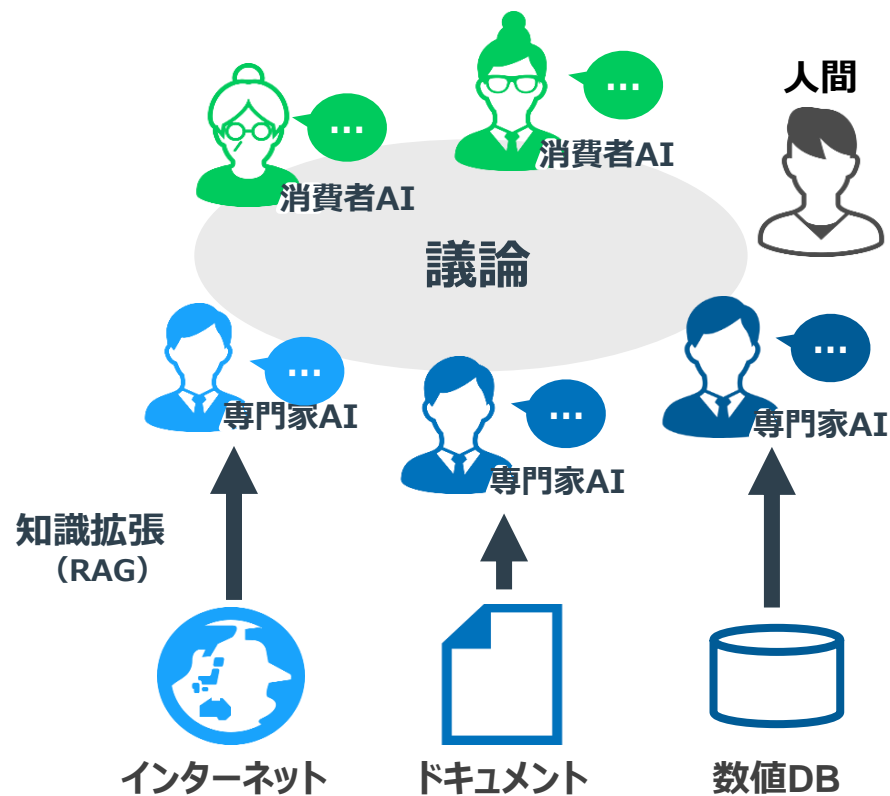 人間
...
...
消費者AI
消費者AI
議論
...
...
...
専門家AI
専門家AI
専門家AI
知識拡張
（RAG）
インターネット
ドキュメント
数値DB